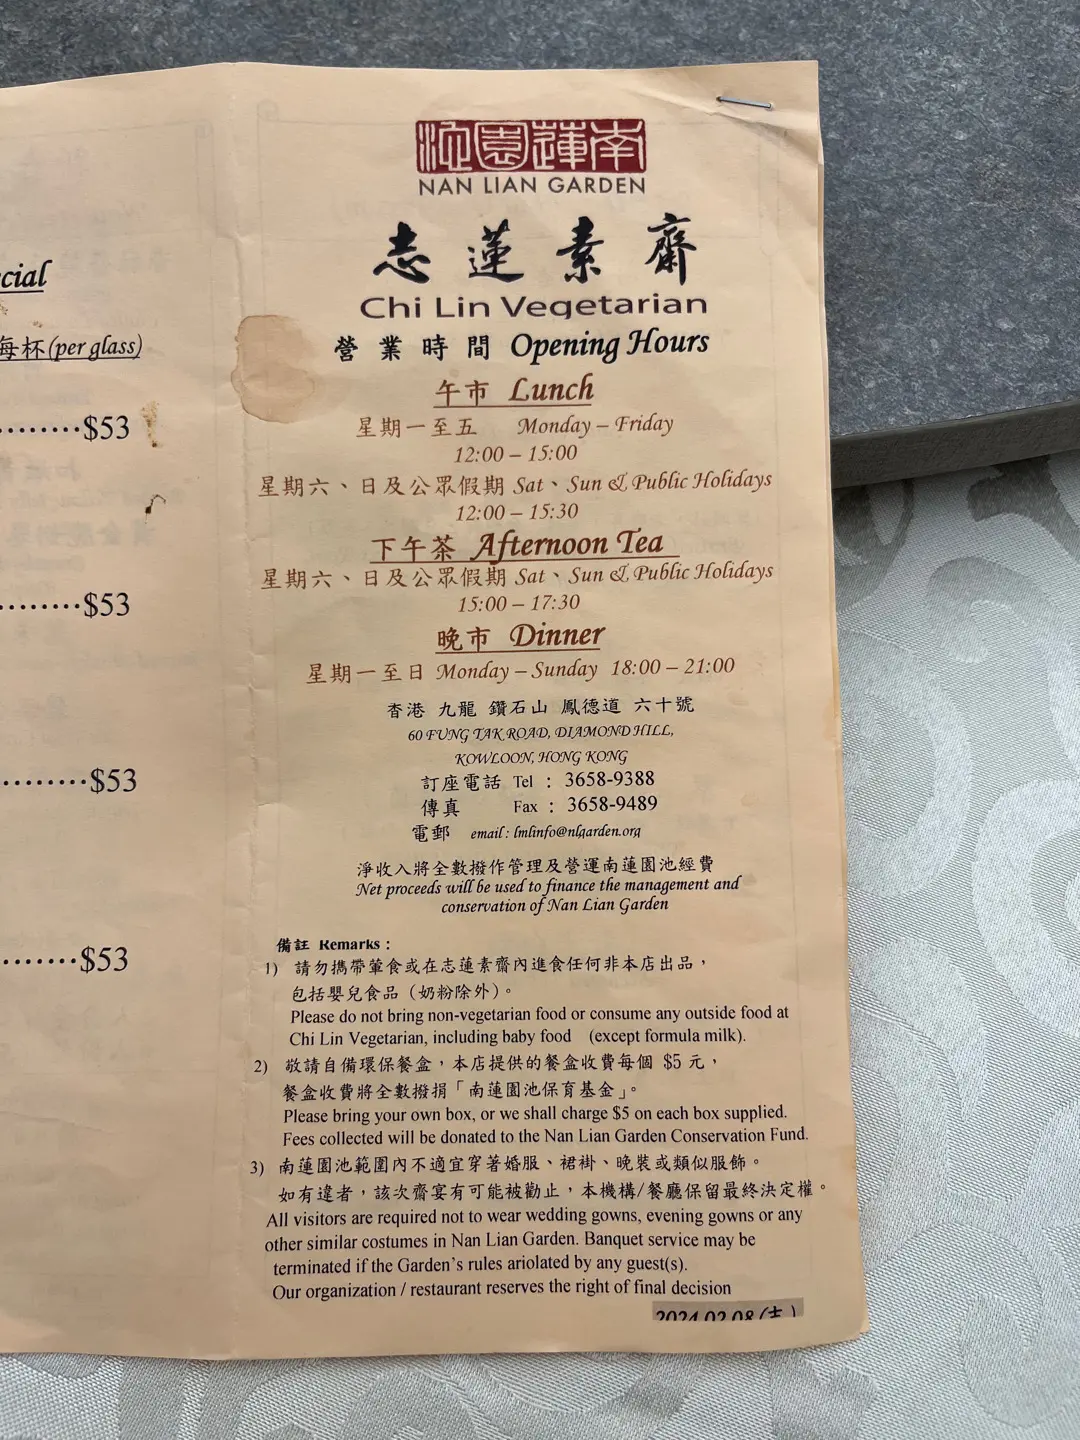 cial
每杯(per glass)
·········$53
·········$53
·········$53
·········$53
池園蓮南
NAN LIAN GARDEN
志蓮素齋
Chi Lin Vegetarian
營業時間 Opening Hours
午市 Lunch
星期一至五 Monday – Friday
12:00 – 15:00
星期六、日及公眾假期 Sat、Sun & Public Holidays
12:00 – 15:30
下午茶 Afternoon Tea
星期六、日及公眾假期 Sat、Sun & Public Holidays
15:00 – 17:30
晚市 Dinner
星期一至日 Monday – Sunday 18:00 – 21:00
香港 九龍 鑽石山 鳳德道 六十號
60 FUNG TAK ROAD, DIAMOND HILL,
KOWLOON, HONG KONG
訂座電話 Tel : 3658-9388
傳真 Fax : 3658-9489
電郵 email : lmlinfo@nlgarden.org
淨收入將全數撥作管理及營運南蓮園池經費
Net proceeds will be used to finance the management and
conservation of Nan Lian Garden
備註 Remarks :
1) 請勿攜帶葷食或在志蓮素齋內進食任何非本店出品，
包括嬰兒食品（奶粉除外）。
Please do not bring non-vegetarian food or consume any outside food at
Chi Lin Vegetarian, including baby food (except formula milk).
2) 敬請自備環保餐盒，本店提供的餐盒收費每個 $5 元，
餐盒收費將全數撥捐「南蓮園池保育基金」。
Please bring your own box, or we shall charge $5 on each box supplied.
Fees collected will be donated to the Nan Lian Garden Conservation Fund.
3) 南蓮園池範圍內不適宜穿著婚服、裙褂、晚裝或類似服飾。
如有違者，該次齋宴有可能被勸止，本機構/餐廳保留最終決定權。
All visitors are required not to wear wedding gowns, evening gowns or any
other similar costumes in Nan Lian Garden. Banquet service may be
terminated if the Garden's rules ariolated by any guest(s).
Our organization / restaurant reserves the right of final decision
2024.02.08